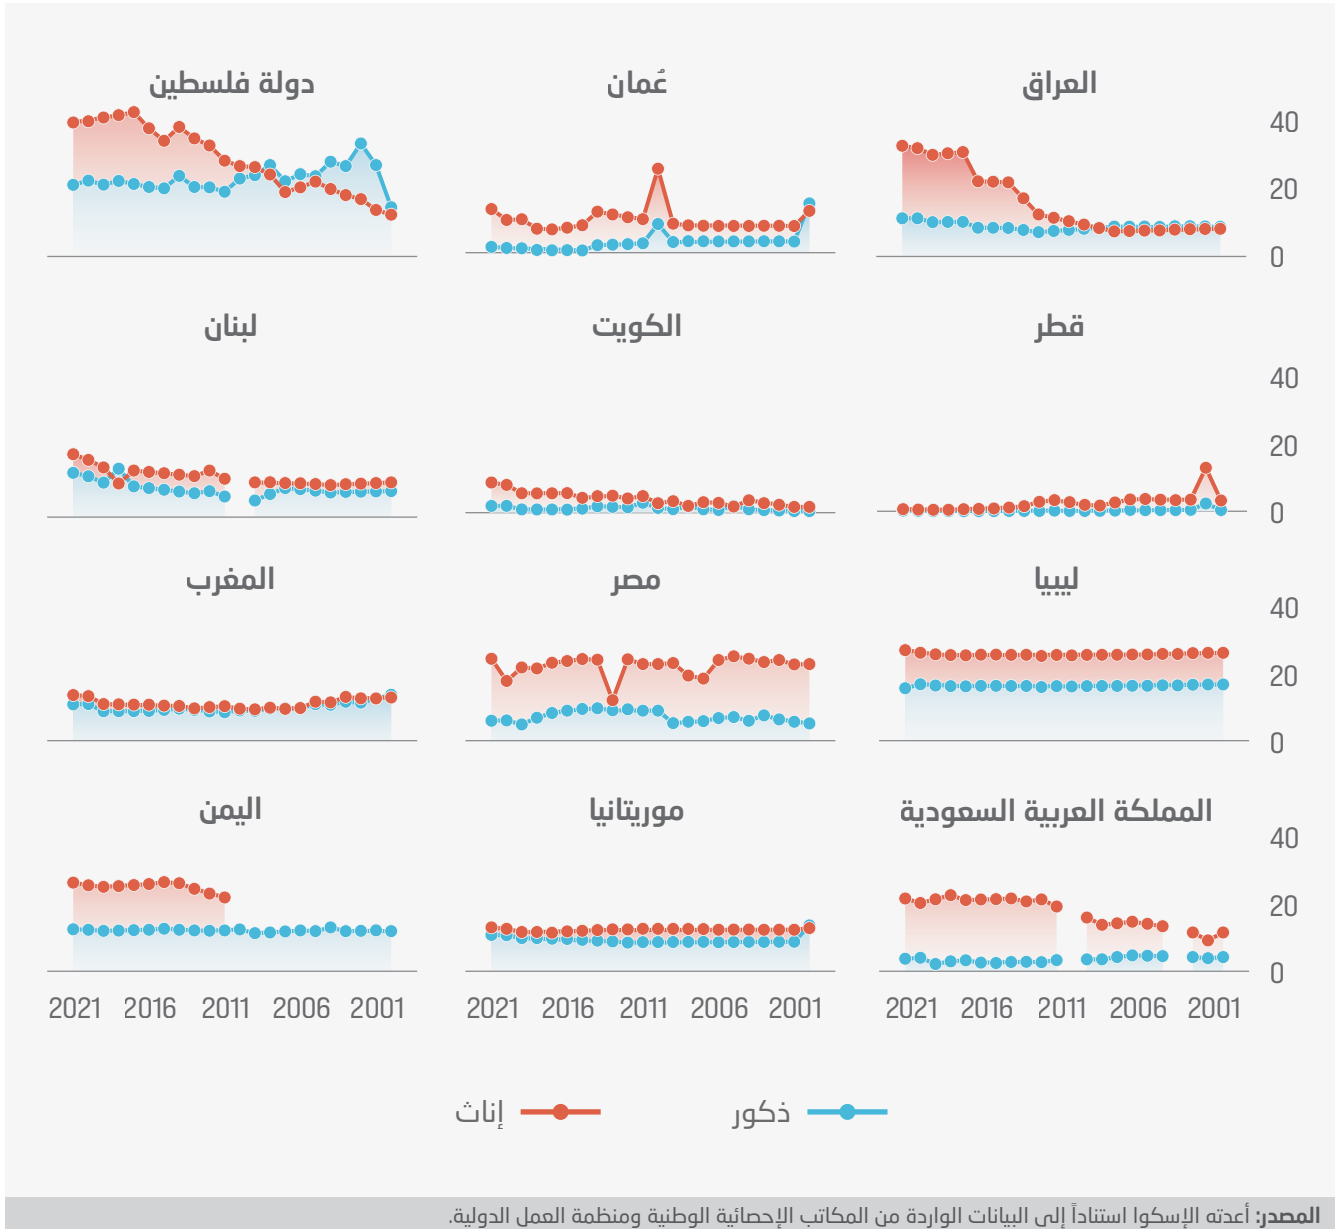 العراق
عُمان
دولة فلسطين
40
20
0
قطر
الكويت
لبنان
40
20
0
ليبيا
مصر
المغرب
40
20
0
المملكة العربية السعودية
موريتانيا
اليمن
40
20
0
2021 2016 2011 2006 2001
2021 2016 2011 2006 2001
2021 2016 2011 2006 2001
ذكور
إناث
المصدر: أعدته الإسكوا استناداً إلى البيانات الواردة من المكاتب الإحصائية الوطنية ومنظمة العمل الدولية.